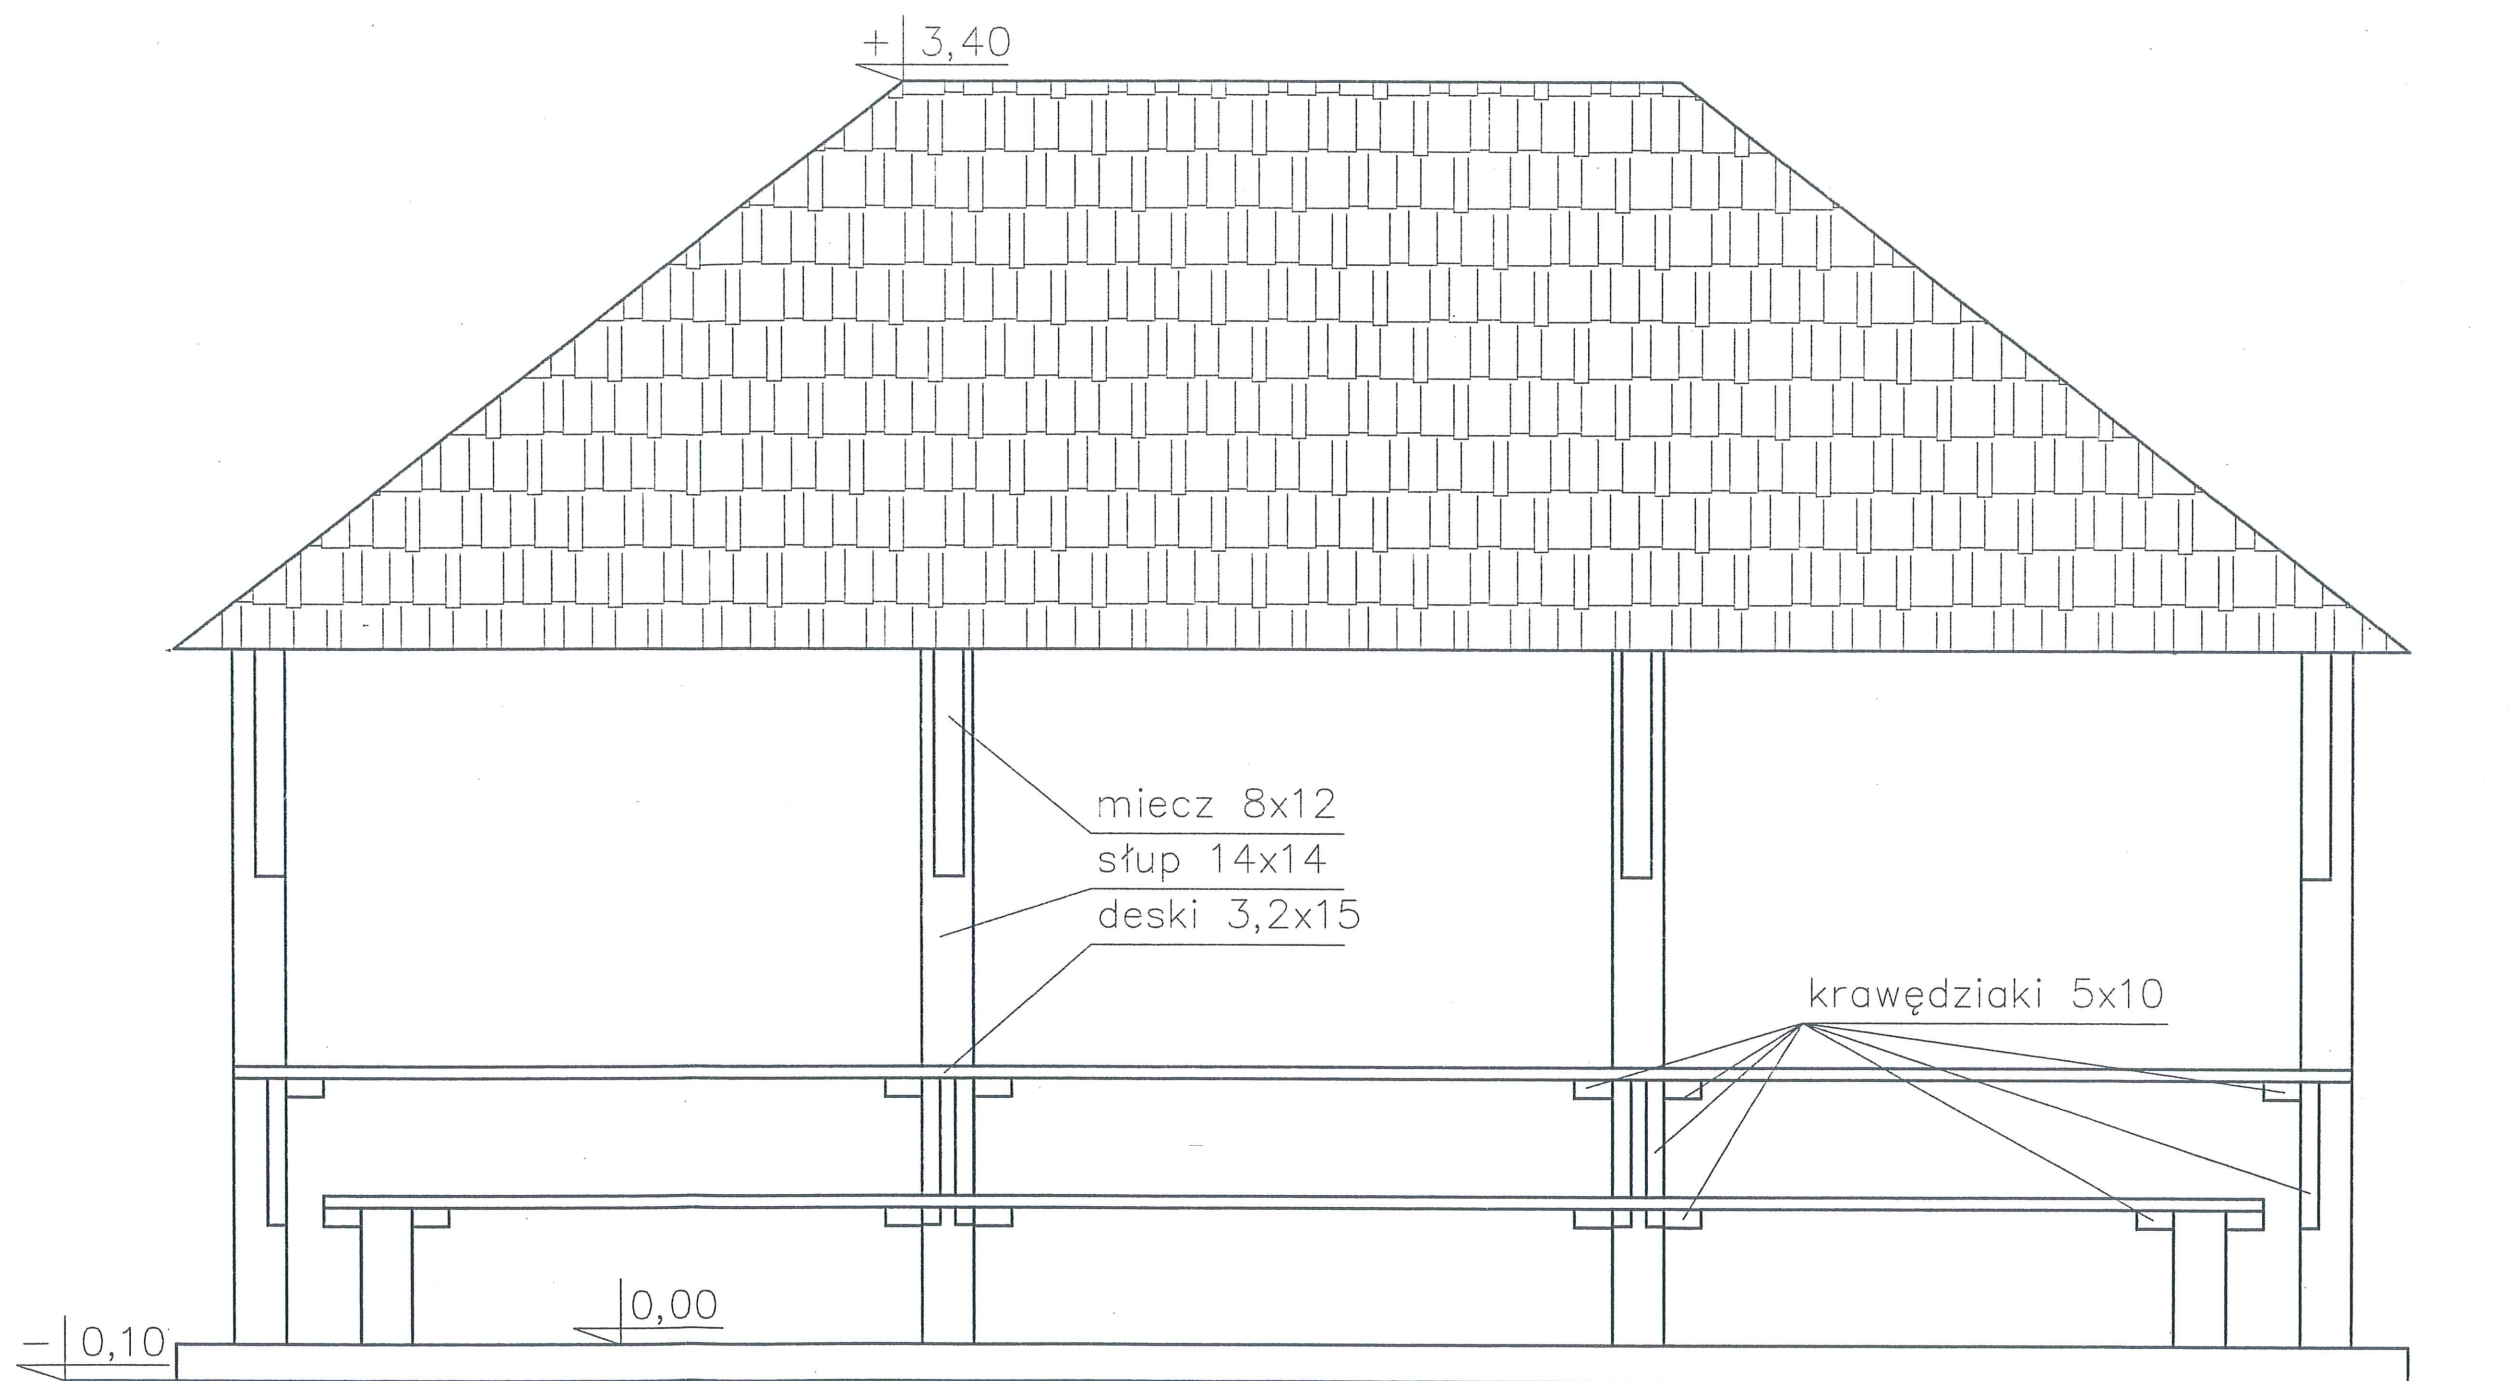 + 3,40
miecz 8x12
słup 14x14
deski 3,2x15
krawędziaki 5x10
0,00
- 0,10